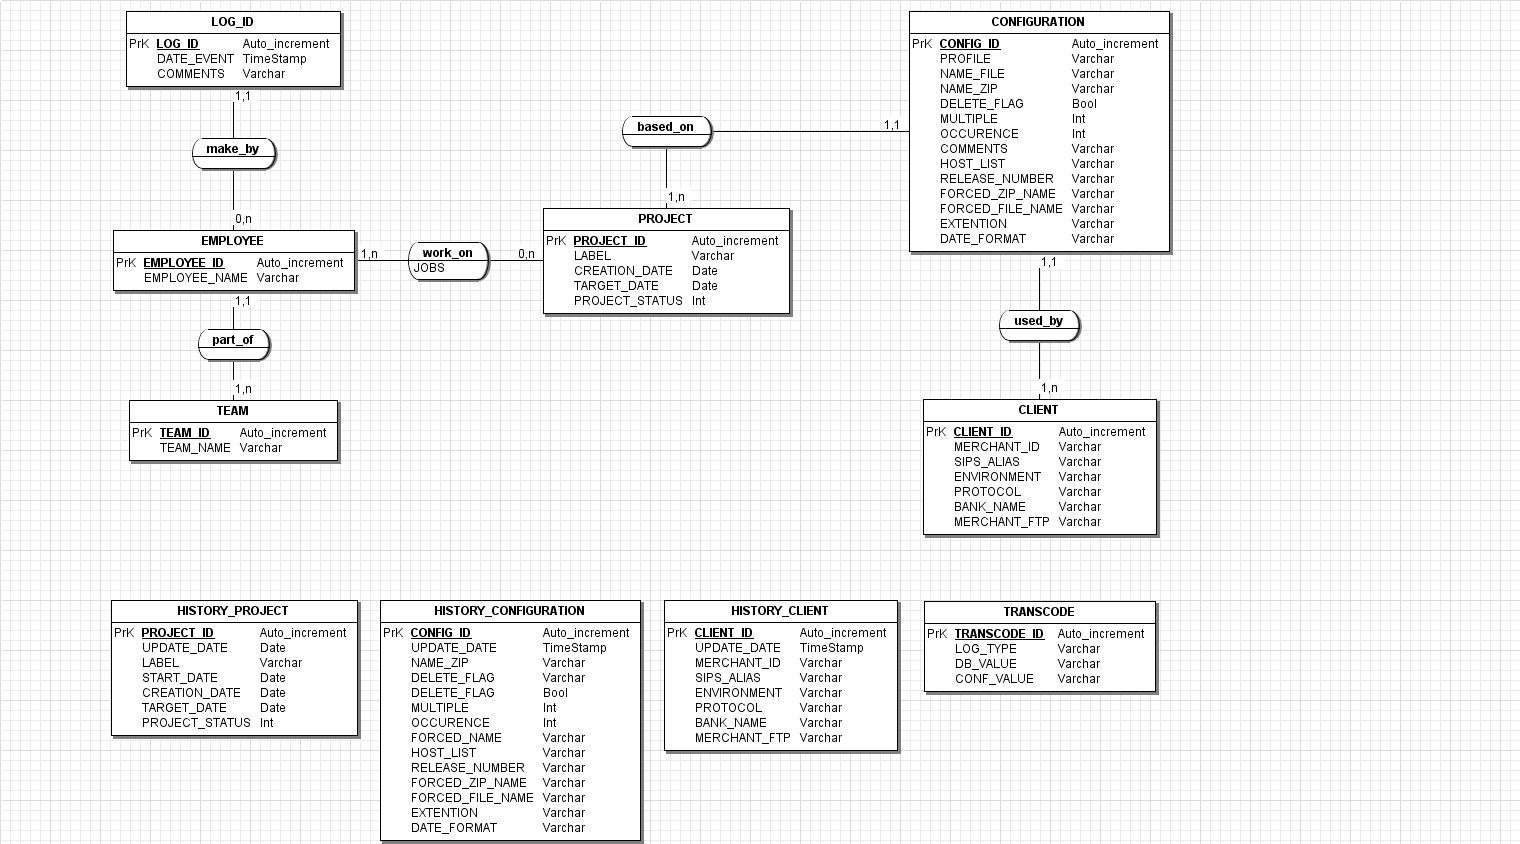 LOG_ID
PrK LOG_ID Auto_increment
DATE_EVENT TimeStamp
COMMENTS Varchar
1,1
make_by
0,n
EMPLOYEE
PrK EMPLOYEE_ID Auto_increment
EMPLOYEE_NAME Varchar
1,1
part_of
1,n
TEAM
PrK TEAM_ID Auto_increment
TEAM_NAME Varchar
1,n
work_on
JOBS
0,n
based_on
1,1
1,n
PROJECT
PrK PROJECT_ID Auto_increment
LABEL Varchar
CREATION_DATE Date
TARGET_DATE Date
PROJECT_STATUS Int
CONFIGURATION
PrK CONFIG_ID Auto_increment
PROFILE Varchar
NAME_FILE Varchar
NAME_ZIP Varchar
DELETE_FLAG Bool
MULTIPLE Int
OCCURENCE Int
COMMENTS Varchar
HOST_LIST Varchar
RELEASE_NUMBER Varchar
FORCED_ZIP_NAME Varchar
FORCED_FILE_NAME Varchar
EXTENTION Varchar
DATE_FORMAT Varchar
1,1
used_by
1,n
CLIENT
PrK CLIENT_ID Auto_increment
MERCHANT_ID Varchar
SIPS_ALIAS Varchar
ENVIRONMENT Varchar
PROTOCOL Varchar
BANK_NAME Varchar
MERCHANT_FTP Varchar
HISTORY_PROJECT
PrK PROJECT_ID Auto_increment
UPDATE_DATE Date
LABEL Varchar
START_DATE Date
CREATION_DATE Date
TARGET_DATE Date
PROJECT_STATUS Int
HISTORY_CONFIGURATION
PrK CONFIG_ID Auto_increment
UPDATE_DATE TimeStamp
NAME_ZIP Varchar
DELETE_FLAG Varchar
DELETE_FLAG Bool
MULTIPLE Int
OCCURENCE Int
FORCED_NAME Varchar
HOST_LIST Varchar
RELEASE_NUMBER Varchar
FORCED_ZIP_NAME Varchar
FORCED_FILE_NAME Varchar
EXTENTION Varchar
DATE_FORMAT Varchar
HISTORY_CLIENT
PrK CLIENT_ID Auto_increment
UPDATE_DATE TimeStamp
MERCHANT_ID Varchar
SIPS_ALIAS Varchar
ENVIRONMENT Varchar
PROTOCOL Varchar
BANK_NAME Varchar
MERCHANT_FTP Varchar
TRANSCODE
PrK TRANSCODE_ID Auto_increment
LOG_TYPE Varchar
DB_VALUE Varchar
CONF_VALUE Varchar